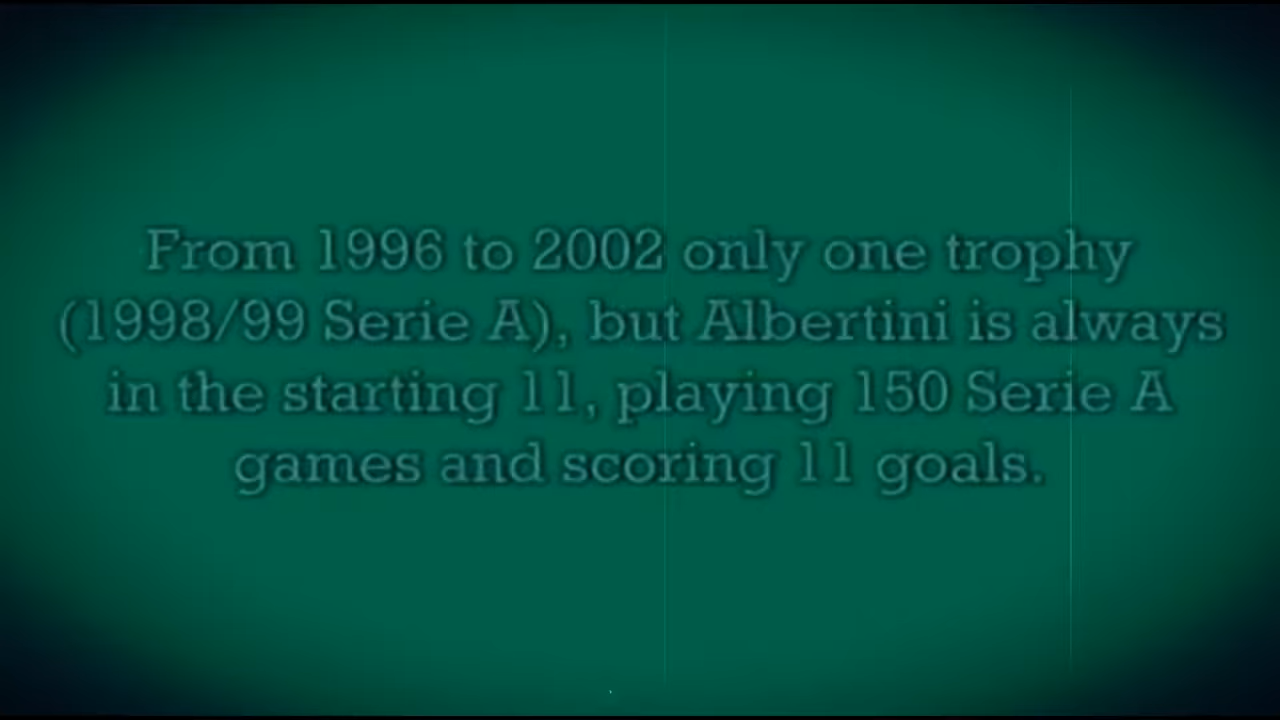 From 1996 to 2002 only one trophy
(1998/99 Serie A), but Albertini is always
in the starting 11, playing 150 Serie A
games and scoring 11 goals.